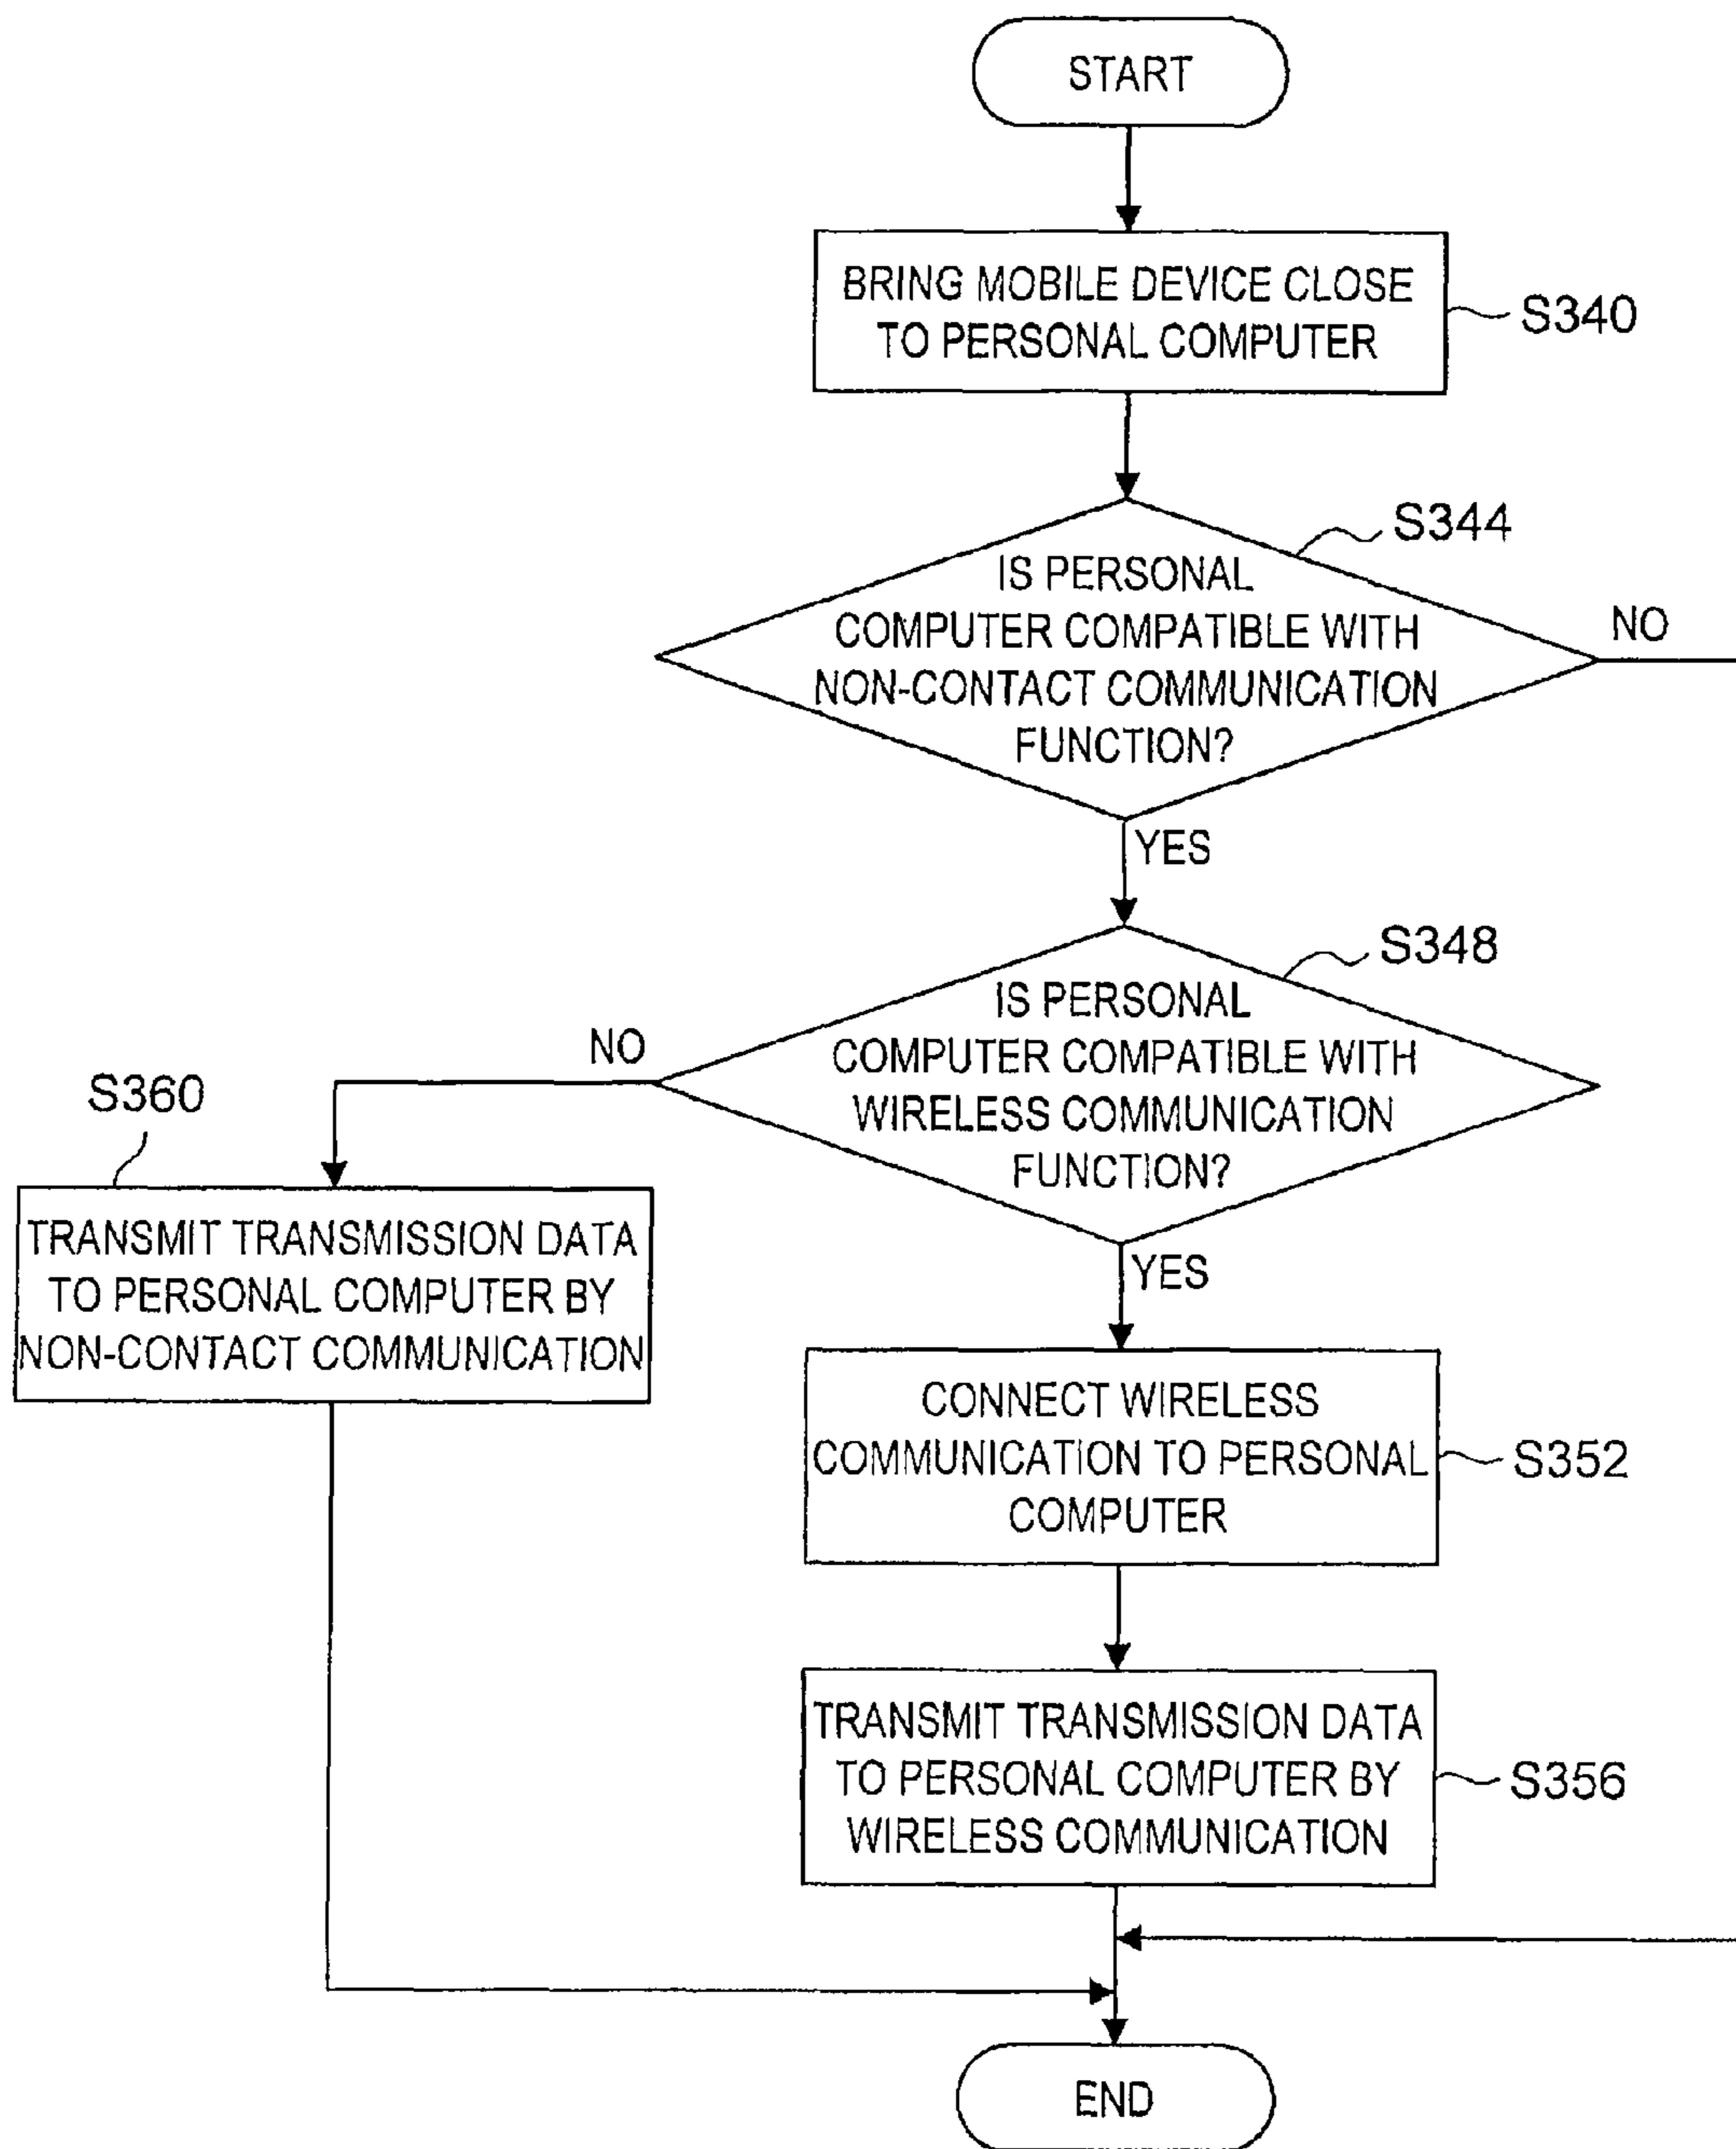 START
BRING MOBILE DEVICE CLOSE
TO PERSONAL COMPUTER
S340
S344
IS PERSONAL
COMPUTER COMPATIBLE WITH
NON-CONTACT COMMUNICATION
FUNCTION?
NO
YES
S348
IS PERSONAL
COMPUTER COMPATIBLE WITH
WIRELESS COMMUNICATION
FUNCTION?
NO
S360
TRANSMIT TRANSMISSION DATA
TO PERSONAL COMPUTER BY
NON-CONTACT COMMUNICATION
YES
CONNECT WIRELESS
COMMUNICATION TO PERSONAL
COMPUTER
S352
TRANSMIT TRANSMISSION DATA
TO PERSONAL COMPUTER BY
WIRELESS COMMUNICATION
S356
END